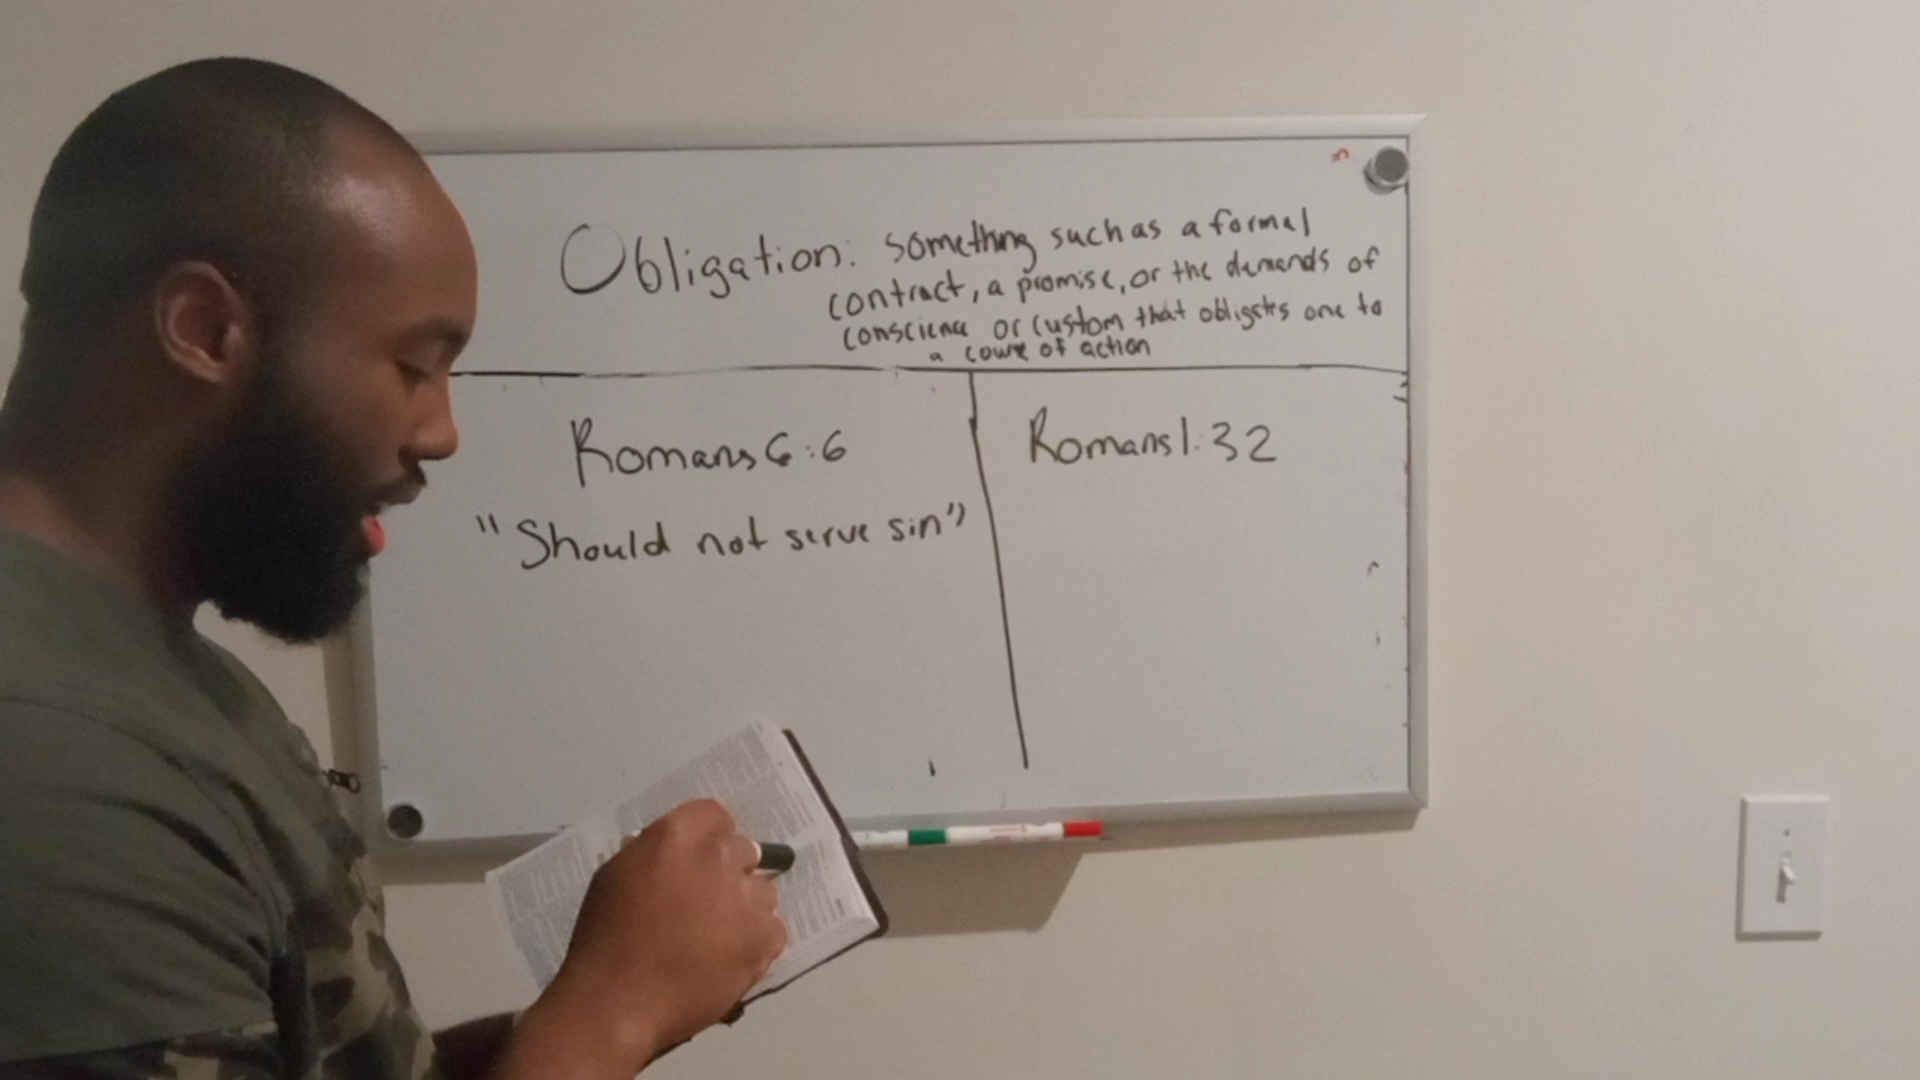 Obligation: something such as a formal
contract, a promise, or the demands of
conscience or custom that obligates one to
a course of action
Romans 6:6
"Should not serve sin"
Romans 1:32